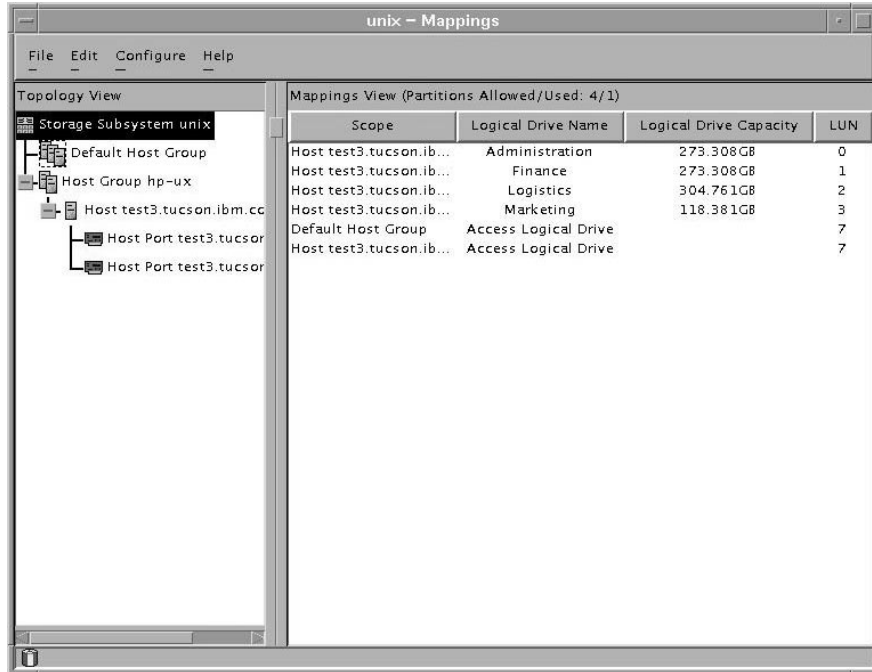 unix – Mappings
File Edit Configure Help
Topology View
Storage Subsystem unix
Default Host Group
Host Group hp-ux
Host test3.tucson.ibm.cc
Host Port test3.tucsor
Host Port test3.tucsor
Mappings View (Partitions Allowed/Used: 4/1)
Scope Logical Drive Name Logical Drive Capacity LUN
Host test3.tucson.ib... Administration 273.308GB 0
Host test3.tucson.ib... Finance 273.308GB 1
Host test3.tucson.ib... Logistics 304.761GB 2
Host test3.tucson.ib... Marketing 118.381GB 3
Default Host Group Access Logical Drive 7
Host test3.tucson.ib... Access Logical Drive 7